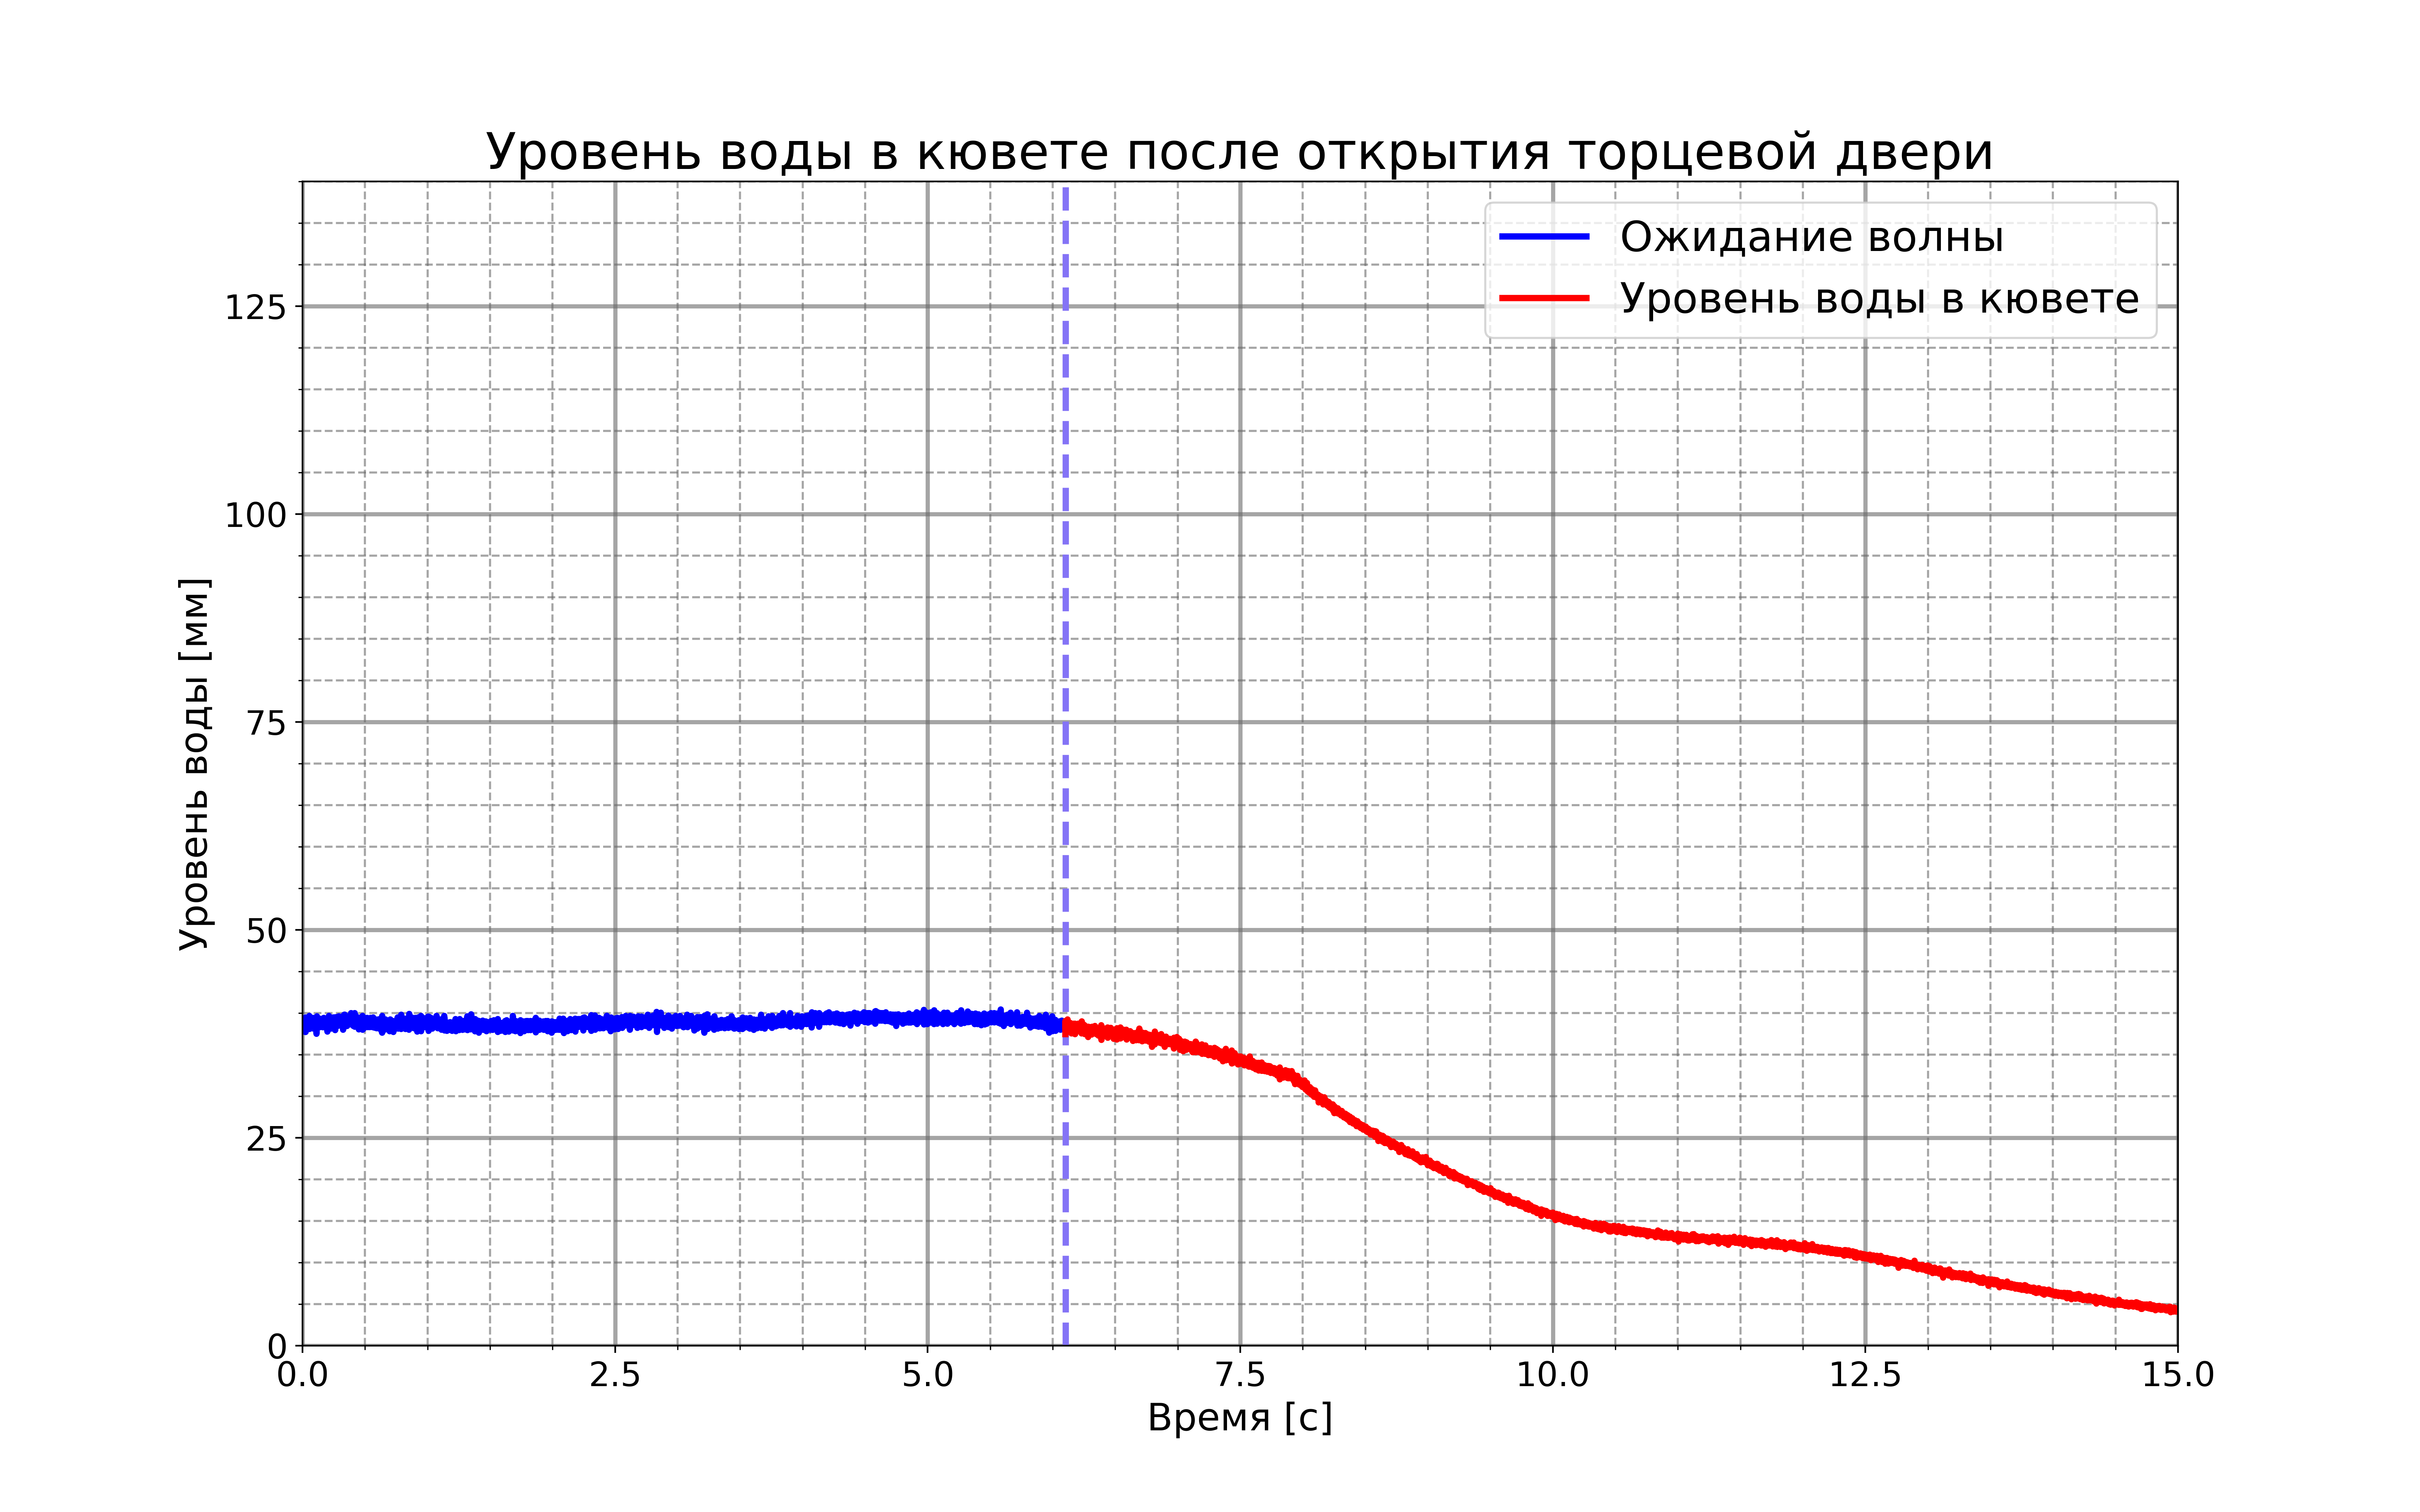 Уровень воды в кювете после открытия торцевой двери
Ожидание волны
Уровень воды в кювете
125
100
75
50
25
0
Уровень воды [мм]
0.0 2.5 5.0 7.5 10.0 12.5 15.0
Время [с]